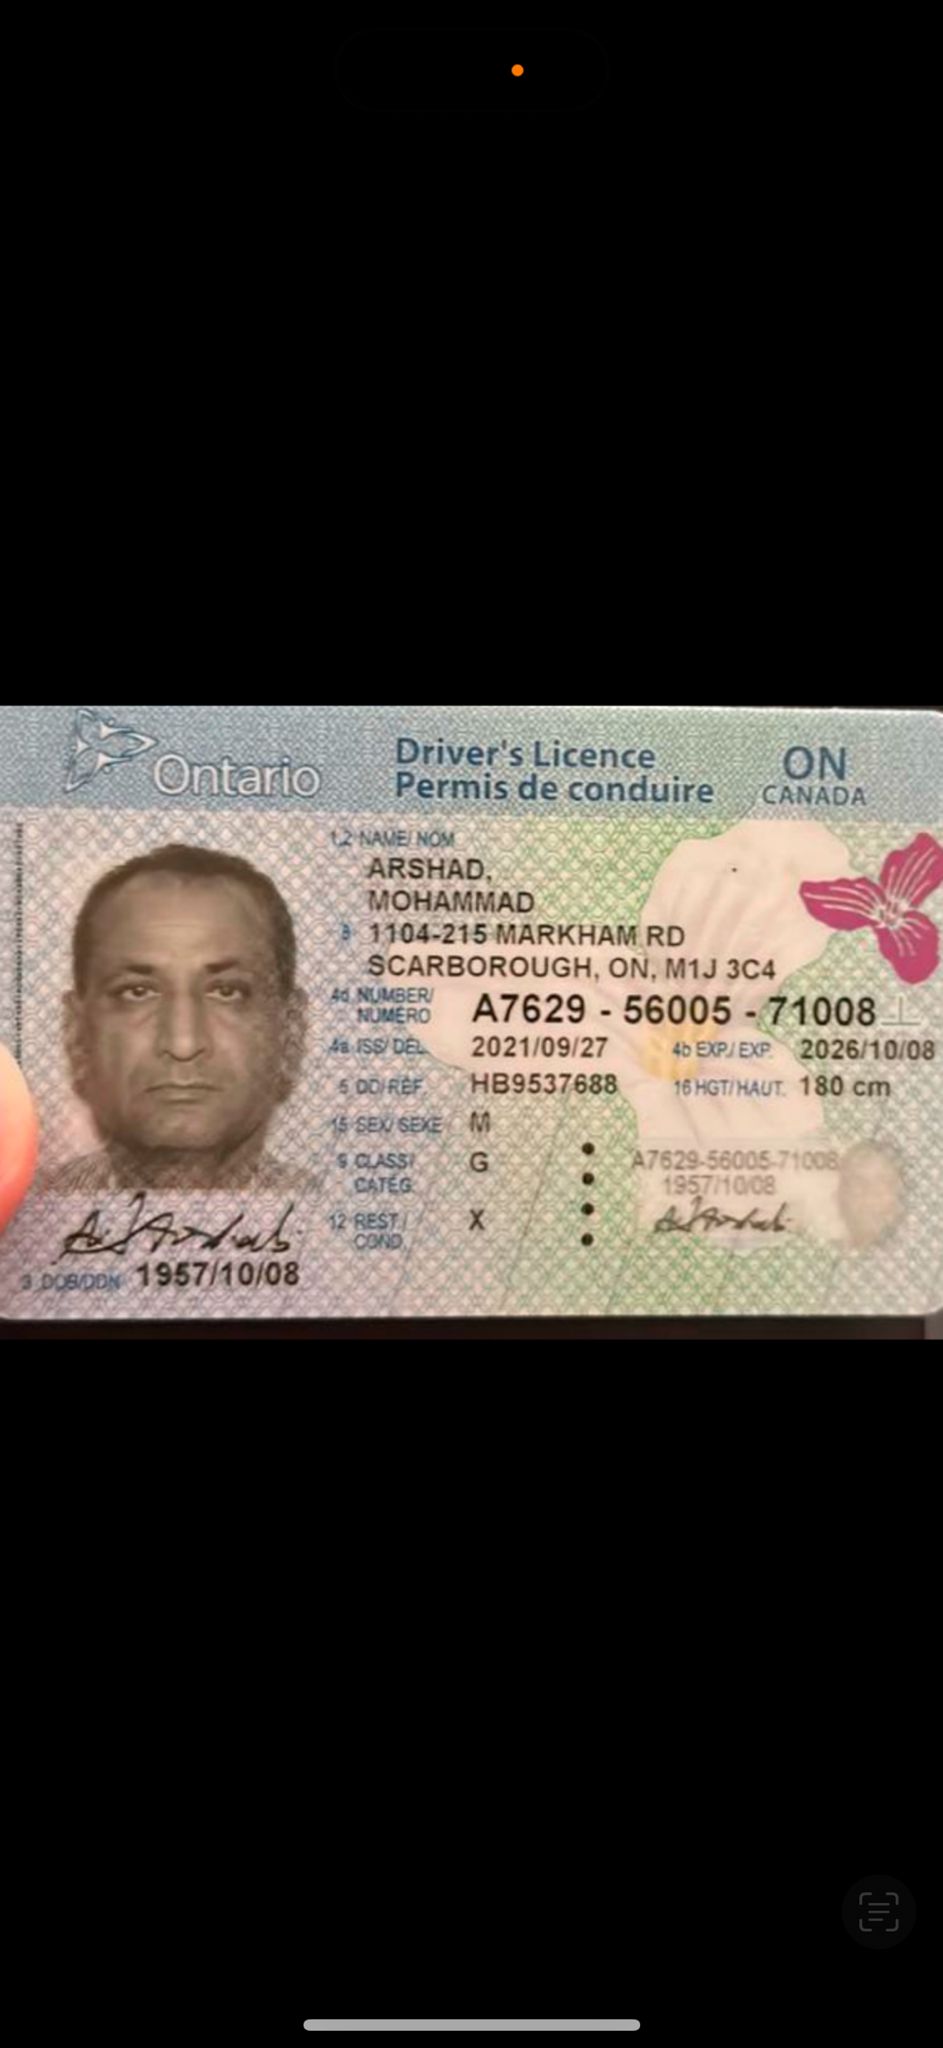 Ontario
Driver's Licence
Permis de conduire
ON
CANADA
1,2 NAME/ NOM
ARSHAD,
MOHAMMAD
1104-215 MARKHAM RD
SCARBOROUGH, ON, M1J 3C4
4d NUMBER/
NUMÉRO
A7629 - 56005 - 71008
4a ISS/ DEL.
2021/09/27
4b EXP./ EXP.
2026/10/08
5 DD/RÉF.
HB9537688
16 HGT/HAUT.
180 cm
15 SEX/ SEXE
M
9 CLASS/
CATÉG.
G
12 REST./
COND.
X
A7629-56005-71008
1957/10/08
3 DOB/DDN
1957/10/08